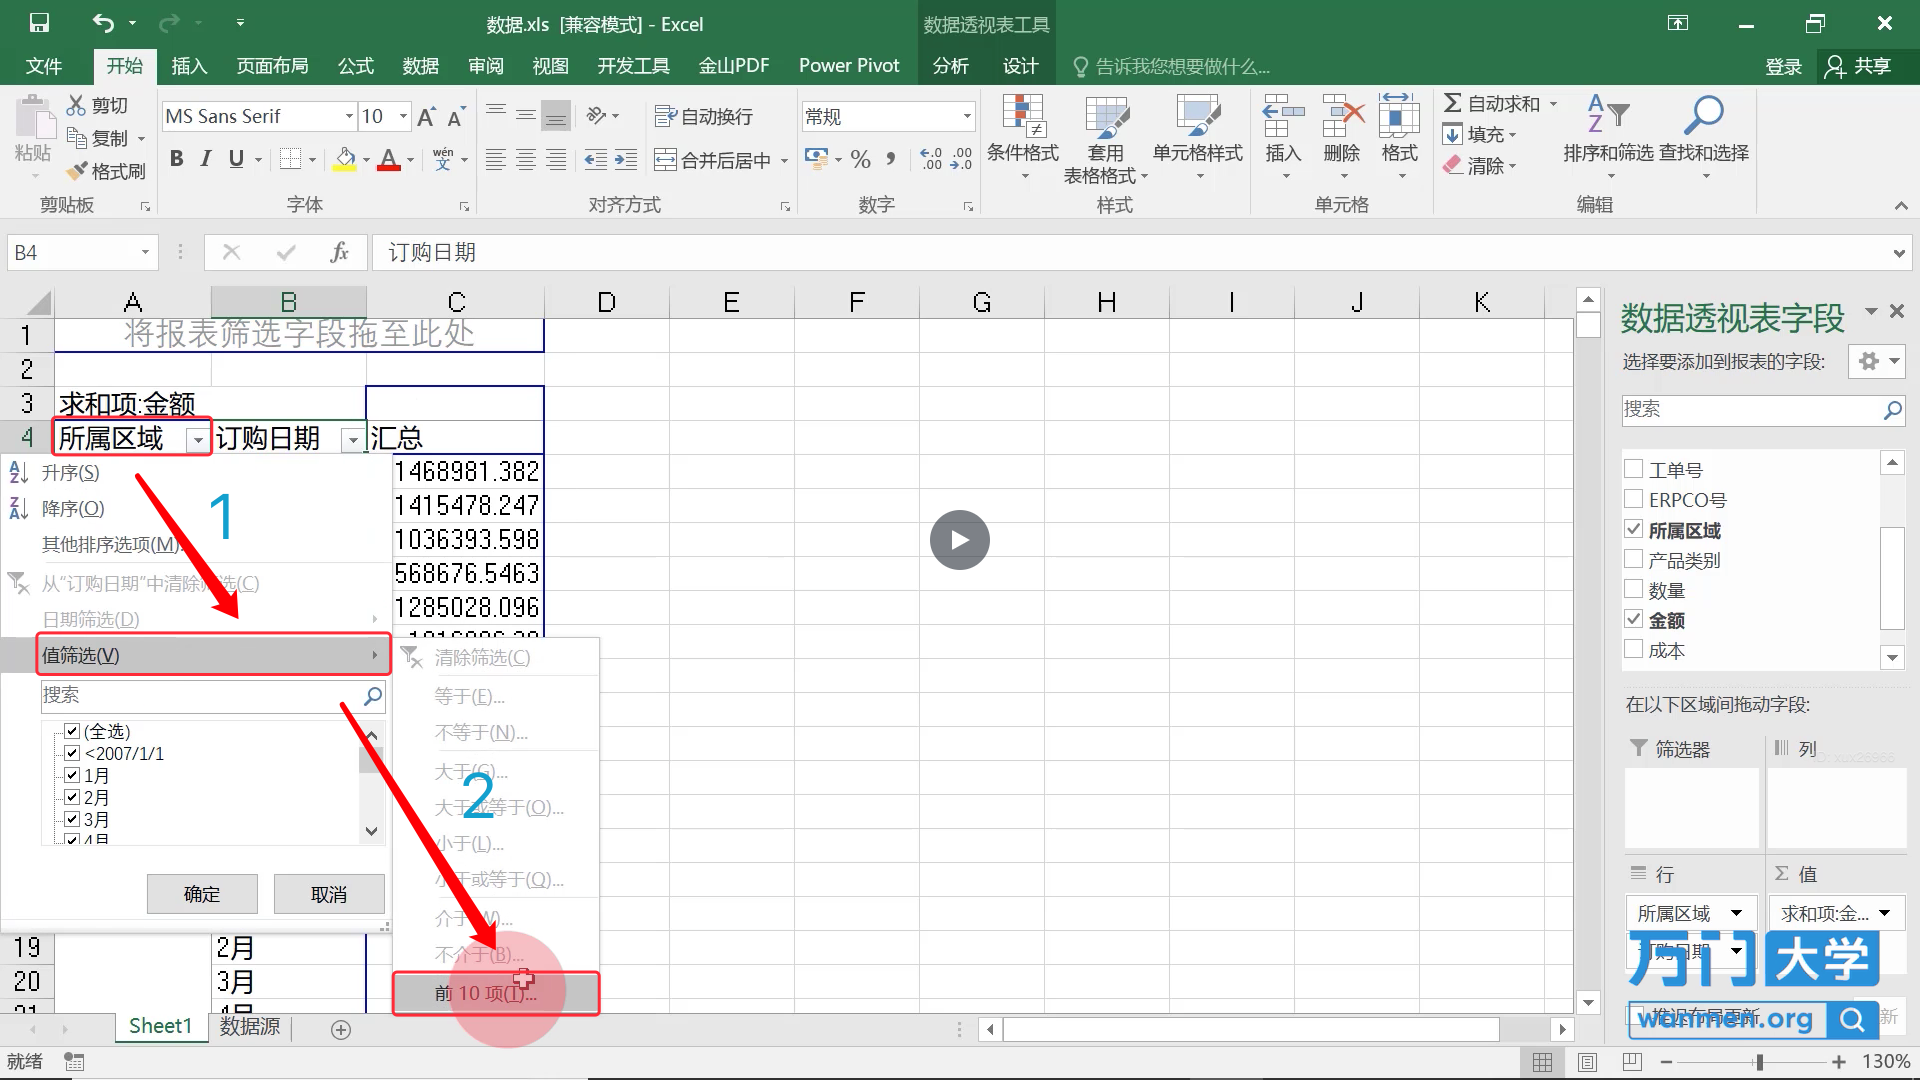 数据.xls [兼容模式] - Excel
数据透视表工具
文件 开始 插入 页面布局 公式 数据 审阅 视图 开发工具 金山PDF Power Pivot 分析 设计 告诉我您想要做什么... 登录 共享
粘贴 剪切 复制 格式刷
MS Sans Serif 10
B I U A wén 文
自动换行
合并后居中
常规
% , .0 .00 .00 .0
条件格式 套用 表格格式 单元格样式
插入 删除 格式
自动求和 填充 清除
排序和筛选 查找和选择
剪贴板 字体 对齐方式 数字 样式 单元格 编辑
B4 fx 订购日期
A B C D E F G H I J K
1 将报表筛选字段拖至此处
2
3 求和项:金额
4 所属区域 订购日期 汇总
1468981.382
1415478.247
1036393.598
568676.5463
1285028.096
升序(S)
降序(O)
其他排序选项(M)
从"订购日期"中清除筛选(C)
日期筛选(D)
值筛选(V)
搜索
(全选)
<2007/1/1
1月
2月
3月
4月
确定 取消
1
2
清除筛选(C)
等于(E)...
不等于(N)...
大于(G)...
大于或等于(O)...
小于(L)...
小于或等于(Q)...
介于(W)...
不介于(B)...
前 10 项(T)...
19 2月
20 3月
21 4月
Sheet1 数据源
就绪
130%
数据透视表字段
选择要添加到报表的字段:
搜索
工单号
ERPCO号
所属区域
产品类别
数量
金额
成本
在以下区域间拖动字段:
筛选器 列
行 Σ 值
所属区域 求和项:金...
订购日期
万门大学
推迟布局更新
wanmen.org